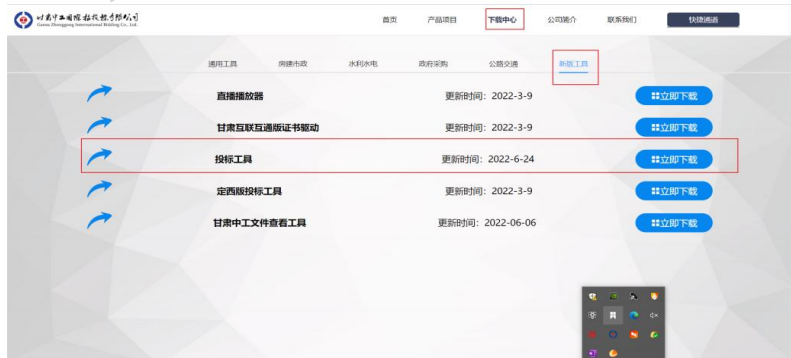 甘肃中工国际招投标有限公司
Gansu Zhonggong International Bidding Co., Ltd.
首页 产品项目 下载中心 公司简介 联系我们 快捷通道
通用工具 房建市政 水利水电 政府采购 公路交通 新版工具
直播播放器 更新时间：2022-3-9 立即下载
甘肃互联互通版证书驱动 更新时间：2022-3-9 立即下载
投标工具 更新时间：2022-6-24 立即下载
定西版投标工具 更新时间：2022-3-9 立即下载
甘肃中工文件查看工具 更新时间：2022-06-06 立即下载